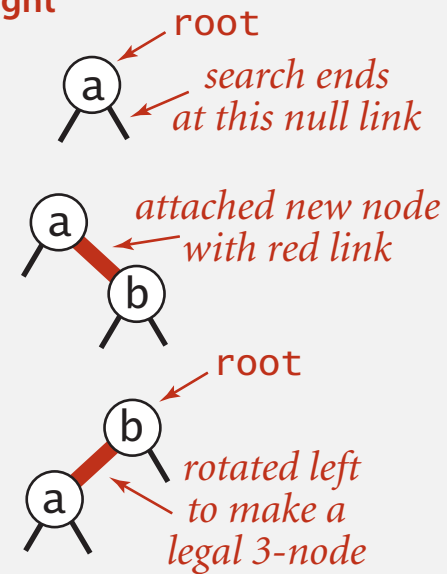 root
a
search ends
at this null link
a
attached new node
with red link
b
root
b
rotated left
to make a
legal 3-node
a